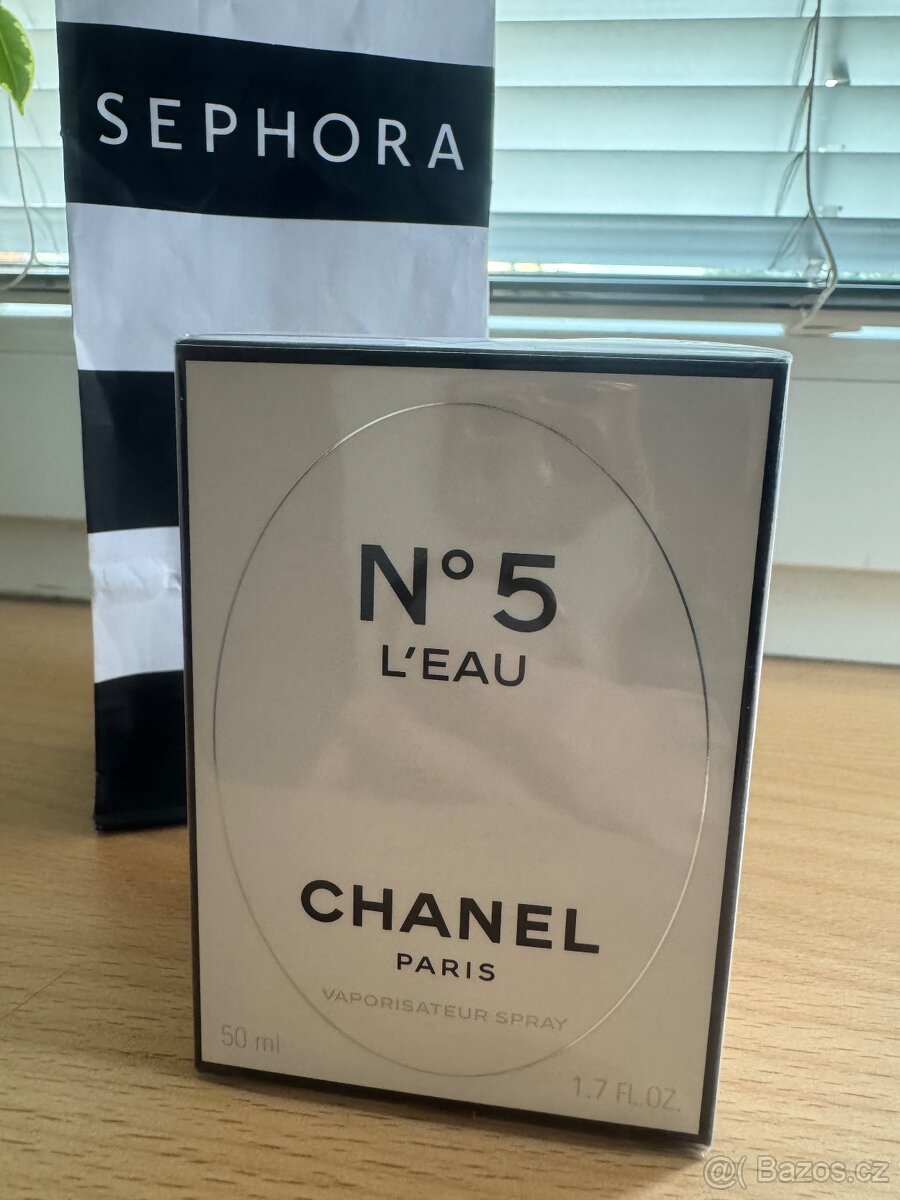 SEPHORA
N°5
L'EAU
CHANEL
PARIS
VAPORISATEUR SPRAY
50 ml
1.7 FL.OZ.
@( Bazos.cz